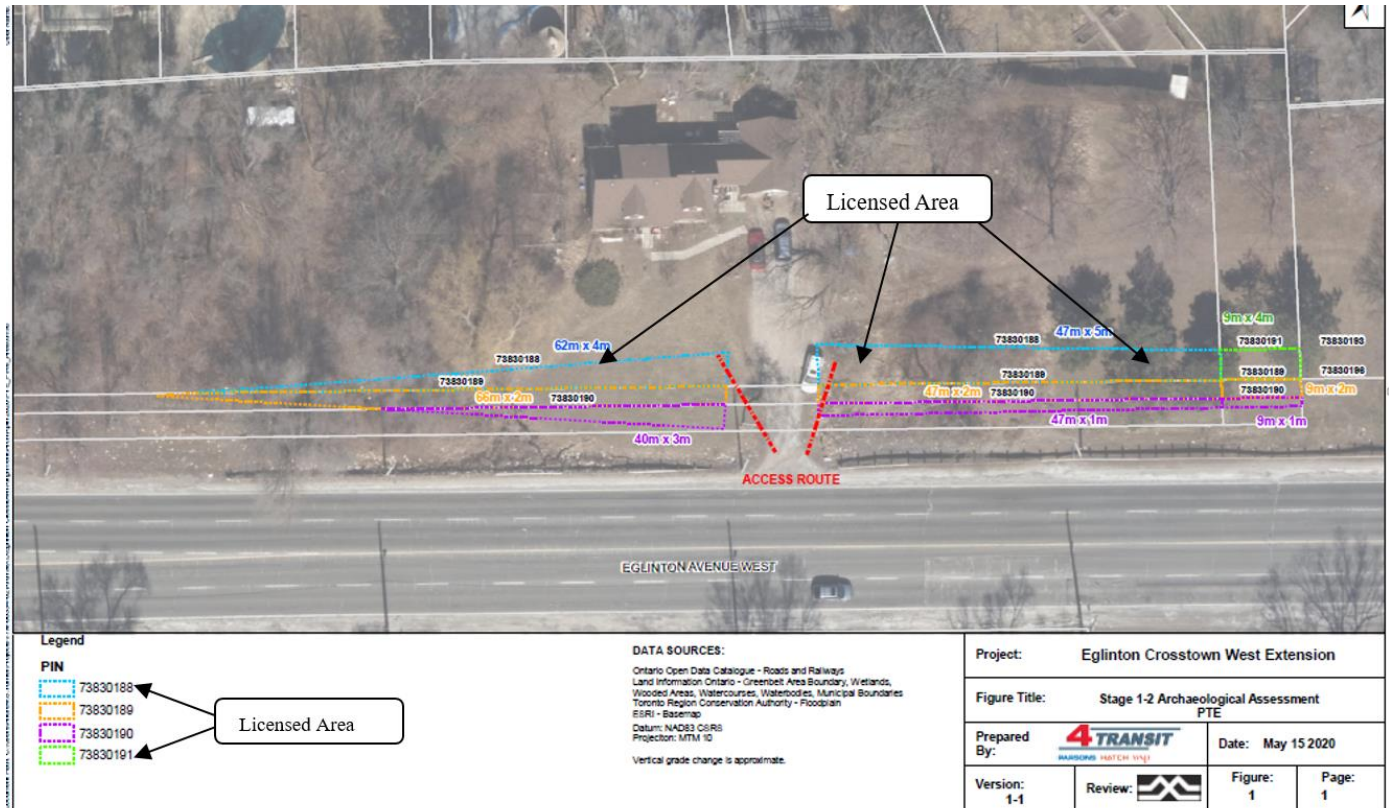 Licensed Area
9m x 4m
62m x 4m
47m x 5m
73830188
73830188
73830191
73830193
73830189
73830189
73830189
73830196
66m x 2m
73830190
47m x 2m
73830190
73830190
9m x 2m
40m x 3m
47m x 1m
9m x 1m
ACCESS ROUTE
EGLINTON AVENUE WEST
Legend
PIN
73830188
73830189
73830190
73830191
Licensed Area
DATA SOURCES:
Ontario Open Data Catalogue - Roads and Railways
Land Information Ontario - Greenbelt Area Boundary, Wetlands,
Wooded Areas, Watercourses, Waterbodies, Municipal Boundaries
Toronto Region Conservation Authority - Floodplain
ESRI - Basemap
Datum: NAD83 CSRS
Projection: MTM 10
Vertical grade change is approximate.
Project: Eglinton Crosstown West Extension
Figure Title: Stage 1-2 Archaeological Assessment
PTE
Prepared By: 4TRANSIT
PARSONS HATCH WSP
Date: May 15 2020
Version: 1-1
Review:
Figure: 1
Page: 1